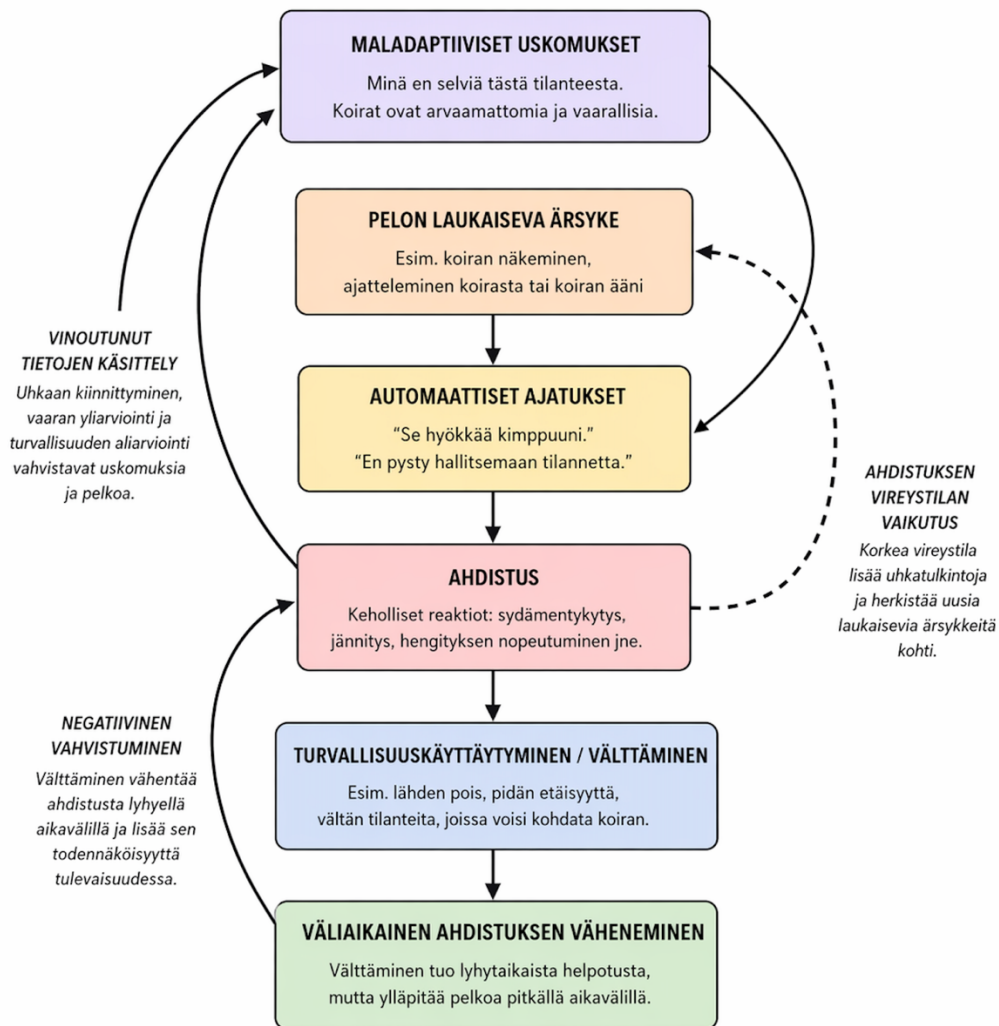 MALADAPTIIVISET USKOMUKSET
Minä en selviä tästä tilanteesta.
Koirat ovat arvaamattomia ja vaarallisia.
PELON LAUKAISEVA ÄRSYKE
Esim. koiran näkeminen,
ajatteleminen koirasta tai koiran ääni
VINOUTUNUT
TIETOJEN KÄSITTELY
Uhkaan kiinnittyminen,
vaaran yliarviointi ja
turvallisuuden aliarviointi
vahvistavat uskomuksia
ja pelkoa.
AUTOMAATTISET AJATUKSET
“Se hyökkää kimppuuni.”
“En pysty hallitsemaan tilannetta.”
AHDISTUKSEN
VIREYSTILAN
VAIKUTUS
Korkea vireystila
lisää uhkatulkintoja
ja herkistää uusia
laukaisevia ärsykkeitä
kohti.
AHDISTUS
Keholliset reaktiot: sydämentykytys,
jännitys, hengityksen nopeutuminen jne.
NEGATIIVINEN
VAHVISTUMINEN
Välttäminen vähentää
ahdistusta lyhyellä
aikavälillä ja lisää sen
todennäköisyyttä
tulevaisuudessa.
TURVALLISUUSKÄYTTÄYTYMINEN / VÄLTTÄMINEN
Esim. lähden pois, pidän etäisyyttä,
vältän tilanteita, joissa voisi kohdata koiran.
VÄLIAIKAINEN AHDISTUKSEN VÄHENEMINEN
Välttäminen tuo lyhytaikaista helpotusta,
mutta ylläpitää pelkoa pitkällä aikavälillä.